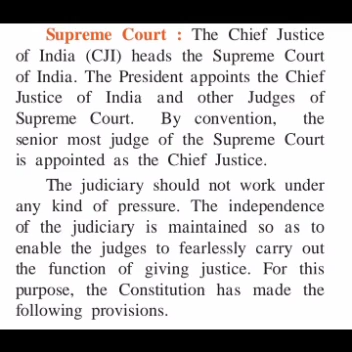 Supreme Court : The Chief Justice
of India (CJI) heads the Supreme Court
of India. The President appoints the Chief
Justice of India and other Judges of
Supreme Court. By convention, the
senior most judge of the Supreme Court
is appointed as the Chief Justice.
The judiciary should not work under
any kind of pressure. The independence
of the judiciary is maintained so as to
enable the judges to fearlessly carry out
the function of giving justice. For this
purpose, the Constitution has made the
following provisions.